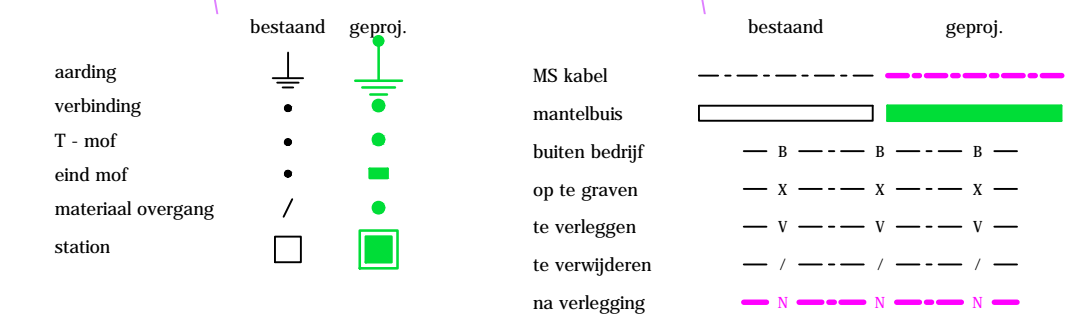 bestaand geproj.
aarding
verbinding
T - mof
eind mof
materiaal overgang
station
bestaand geproj.
MS kabel
mantelbuis
buiten bedrijf B B B
op te graven X X X
te verleggen V V V
te verwijderen / / /
na verlegging N N N